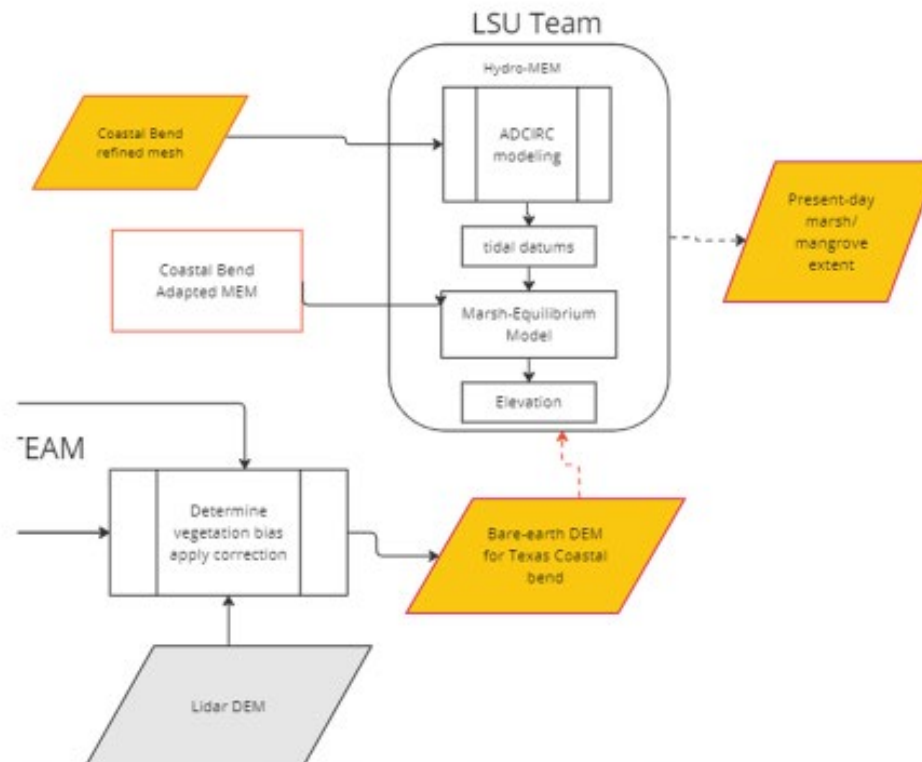 LSU Team
Hydro-MEM
Coastal Bend
refined mesh
ADCIRC
modeling
Present-day
marsh/
mangrove
extent
tidal datums
Coastal Bend
Adapted MEM
Marsh-Equilibrium
Model
Elevation
TEAM
Determine
vegetation bias
apply correction
Bare-earth DEM
for Texas Coastal
bend
Lidar DEM